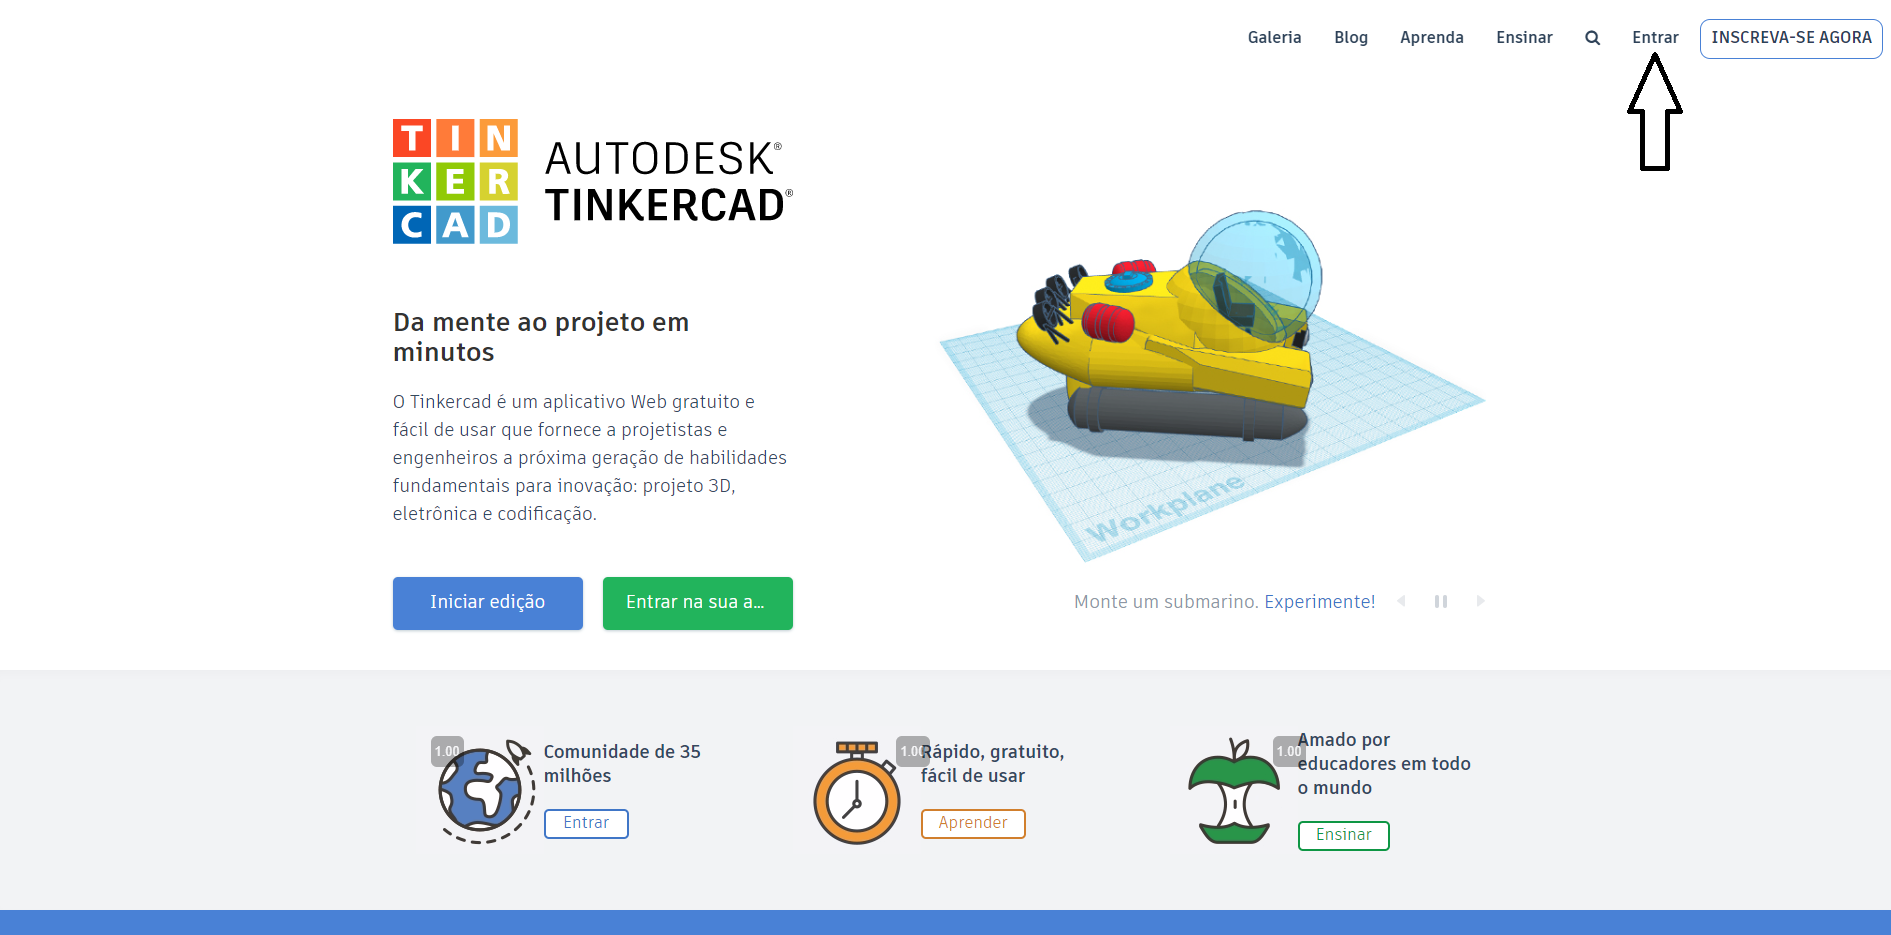 Galeria Blog Aprenda Ensinar Entrar INSCREVA-SE AGORA
TIN
KER
CAD
AUTODESK®
TINKERCAD®
Da mente ao projeto em
minutos
O Tinkercad é um aplicativo Web gratuito e
fácil de usar que fornece a projetistas e
engenheiros a próxima geração de habilidades
fundamentais para inovação: projeto 3D,
eletrônica e codificação.
Iniciar edição
Entrar na sua a...
Workplane
Monte um submarino. Experimente!
1.00
Comunidade de 35
milhões
Entrar
1.00
Rápido, gratuito,
fácil de usar
Aprender
1.00
Amado por
educadores em todo
o mundo
Ensinar